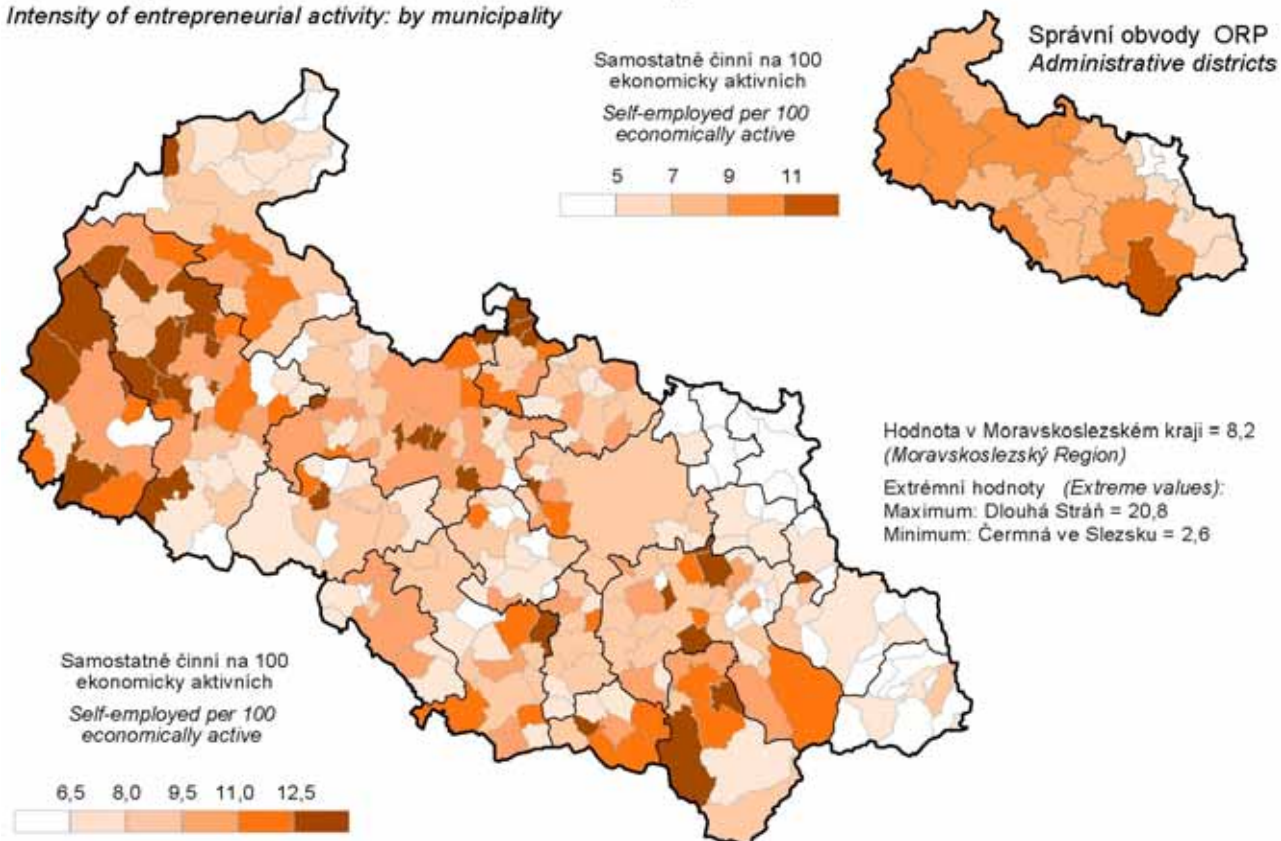 Intensity of entrepreneurial activity: by municipality
Samostatně činní na 100
ekonomicky aktivních
Self-employed per 100
economically active
5 7 9 11
Správní obvody ORP
Administrative districts
Hodnota v Moravskoslezském kraji = 8,2
(Moravskoslezský Region)
Extrémní hodnoty (Extreme values):
Maximum: Dlouhá Stráň = 20,8
Minimum: Čermná ve Slezsku = 2,6
Samostatně činní na 100
ekonomicky aktivních
Self-employed per 100
economically active
6,5 8,0 9,5 11,0 12,5